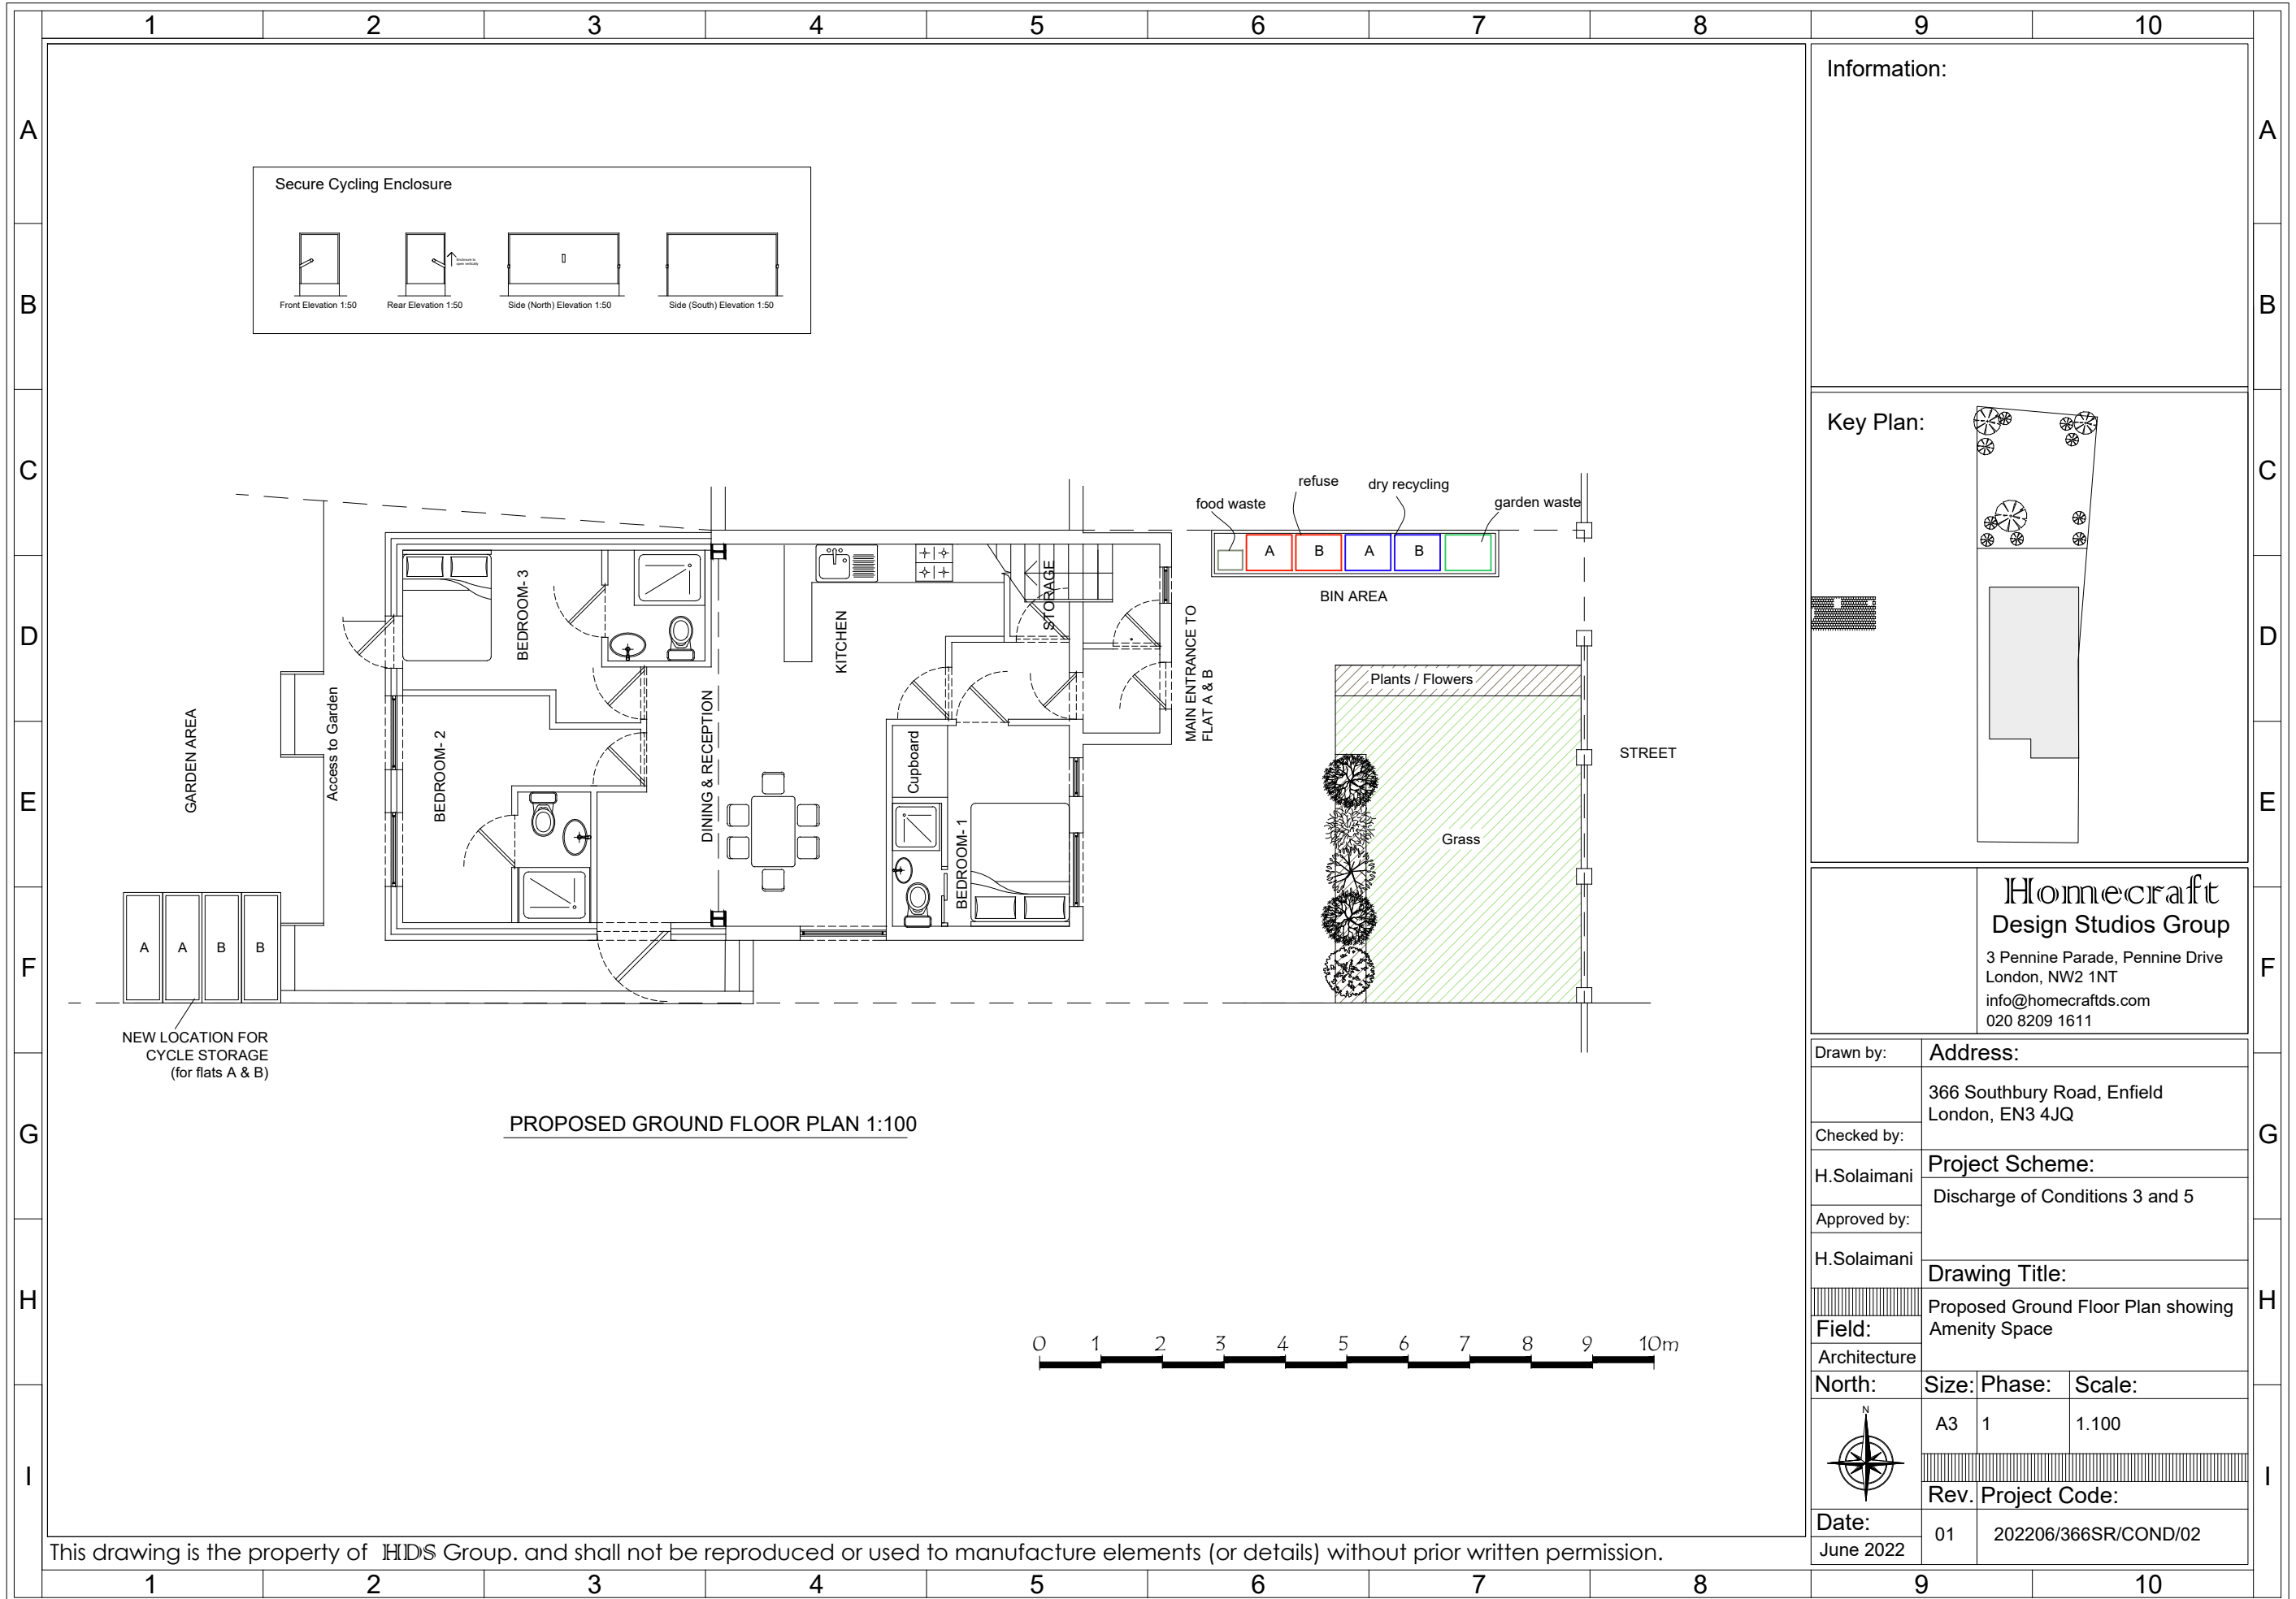 1 2 3 4 5 6 7 8 9 10
A
B
C
D
E
F
G
H
I
Secure Cycling Enclosure
Enclosure to
open vertically
Front Elevation 1:50
Rear Elevation 1:50
Side (North) Elevation 1:50
Side (South) Elevation 1:50
food waste
refuse
dry recycling
garden waste
A B A B
BIN AREA
BEDROOM- 3
KITCHEN
STORAGE
MAIN ENTRANCE TO
FLAT A & B
Plants / Flowers
GARDEN AREA
Access to Garden
BEDROOM- 2
DINING & RECEPTION
Cupboard
BEDROOM- 1
Grass
STREET
A A B B
NEW LOCATION FOR
CYCLE STORAGE
(for flats A & B)
PROPOSED GROUND FLOOR PLAN 1:100
0 1 2 3 4 5 6 7 8 9 10m
This drawing is the property of HDS Group. and shall not be reproduced or used to manufacture elements (or details) without prior written permission.
Information:
Key Plan:
Homecraft
Design Studios Group
3 Pennine Parade, Pennine Drive
London, NW2 1NT
info@homecraftds.com
020 8209 1611
Drawn by:
Address:
366 Southbury Road, Enfield
London, EN3 4JQ
Checked by:
H.Solaimani
Project Scheme:
Discharge of Conditions 3 and 5
Approved by:
H.Solaimani
Drawing Title:
Proposed Ground Floor Plan showing
Amenity Space
Field:
Architecture
North:
N
Size:
A3
Phase:
1
Scale:
1.100
Rev.
01
Project Code:
202206/366SR/COND/02
Date:
June 2022
A
B
C
D
E
F
G
H
I
1 2 3 4 5 6 7 8 9 10